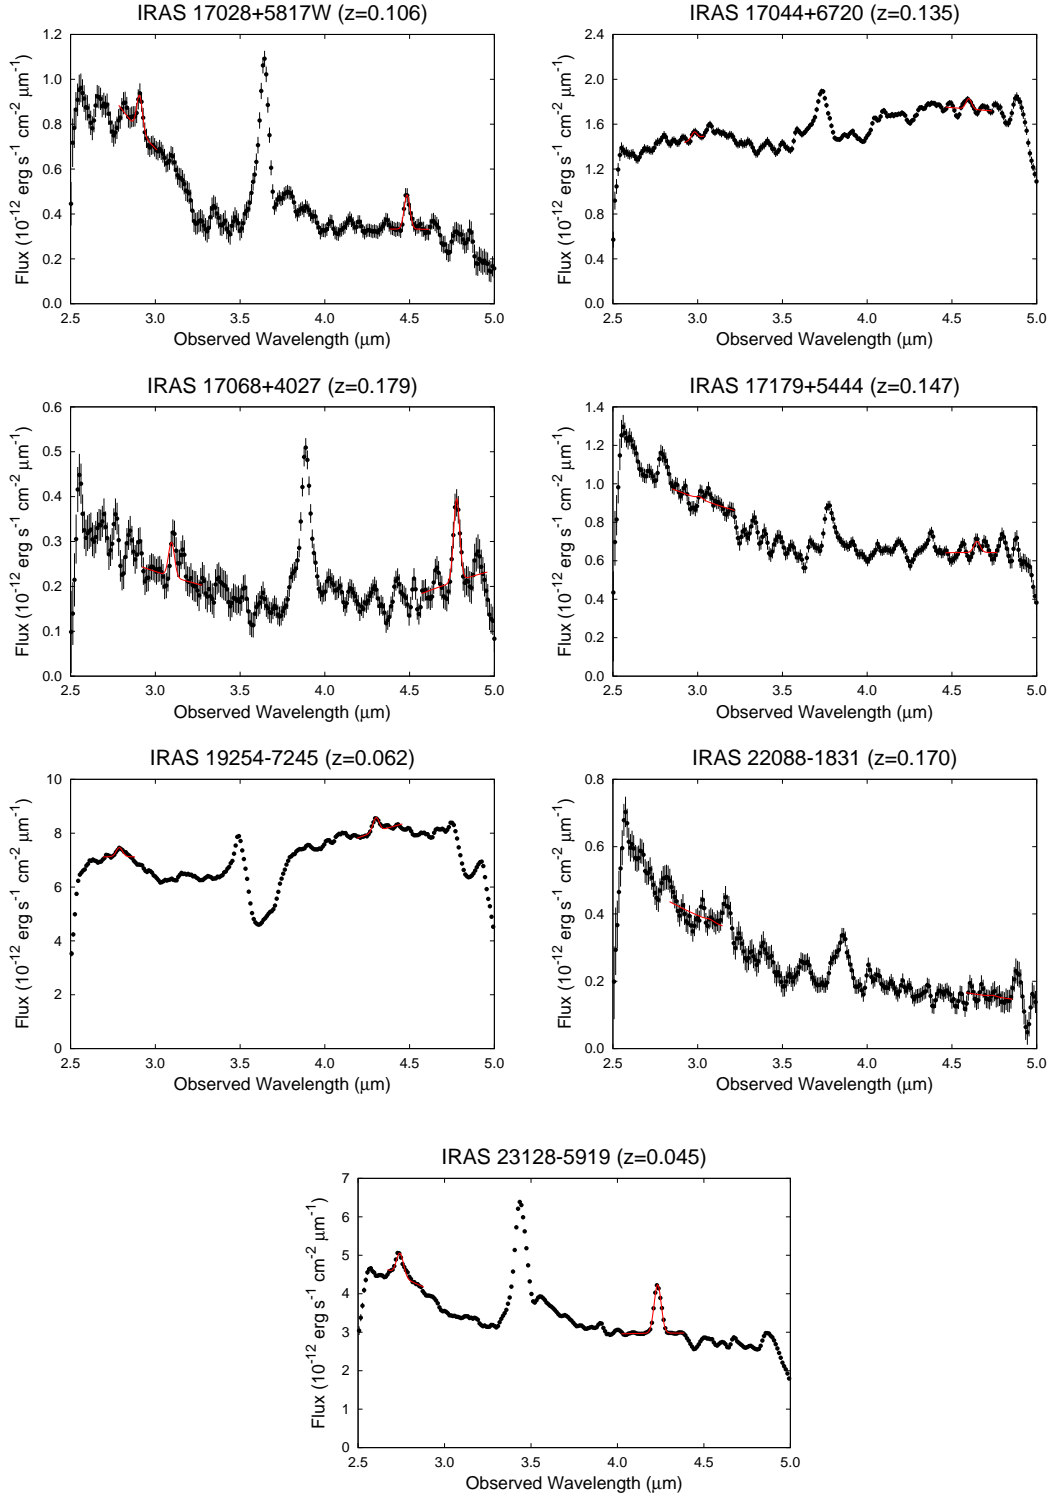 IRAS 17028+5817W (z=0.106)
Flux (10-12 erg s-1 cm-2 μm-1)
1.2
1.0
0.8
0.6
0.4
0.2
0.0
2.5 3.0 3.5 4.0 4.5 5.0
Observed Wavelength (μm)
IRAS 17044+6720 (z=0.135)
Flux (10-12 erg s-1 cm-2 μm-1)
2.4
2.0
1.6
1.2
0.8
0.4
0.0
2.5 3.0 3.5 4.0 4.5 5.0
Observed Wavelength (μm)
IRAS 17068+4027 (z=0.179)
Flux (10-12 erg s-1 cm-2 μm-1)
0.6
0.5
0.4
0.3
0.2
0.1
0.0
2.5 3.0 3.5 4.0 4.5 5.0
Observed Wavelength (μm)
IRAS 17179+5444 (z=0.147)
Flux (10-12 erg s-1 cm-2 μm-1)
1.4
1.2
1.0
0.8
0.6
0.4
0.2
0.0
2.5 3.0 3.5 4.0 4.5 5.0
Observed Wavelength (μm)
IRAS 19254-7245 (z=0.062)
Flux (10-12 erg s-1 cm-2 μm-1)
10
8
6
4
2
0
2.5 3.0 3.5 4.0 4.5 5.0
Observed Wavelength (μm)
IRAS 22088-1831 (z=0.170)
Flux (10-12 erg s-1 cm-2 μm-1)
0.8
0.6
0.4
0.2
0.0
2.5 3.0 3.5 4.0 4.5 5.0
Observed Wavelength (μm)
IRAS 23128-5919 (z=0.045)
Flux (10-12 erg s-1 cm-2 μm-1)
7
6
5
4
3
2
1
0
2.5 3.0 3.5 4.0 4.5 5.0
Observed Wavelength (μm)